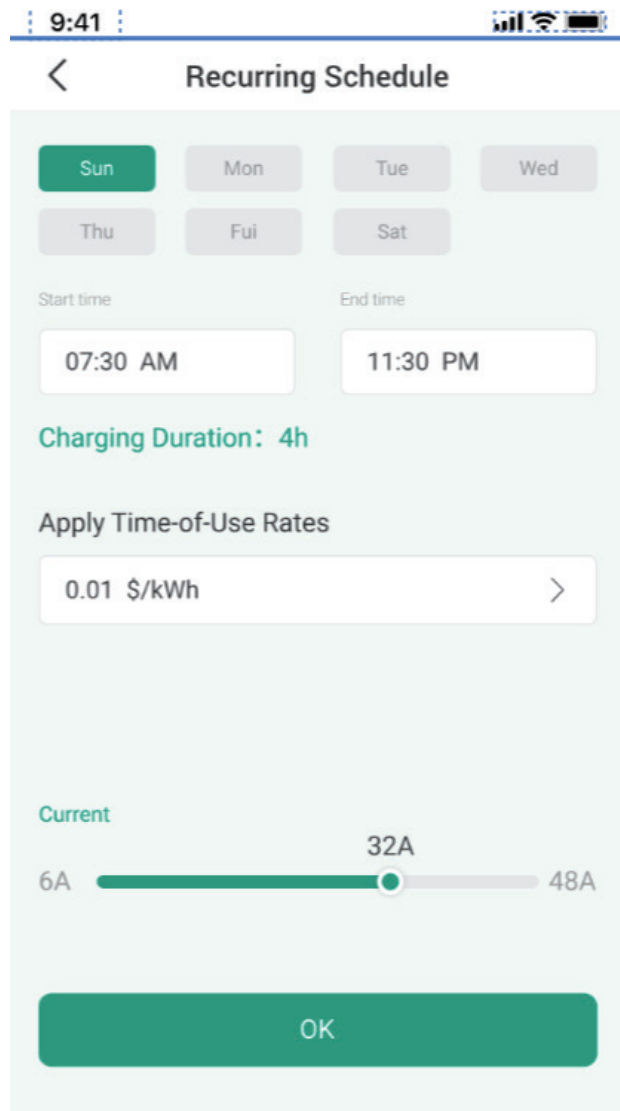 9:41
Recurring Schedule
Sun Mon Tue Wed
Thu Fui Sat
Start time End time
07:30 AM 11:30 PM
Charging Duration: 4h
Apply Time-of-Use Rates
0.01 $/kWh
Current
32A
6A 48A
OK